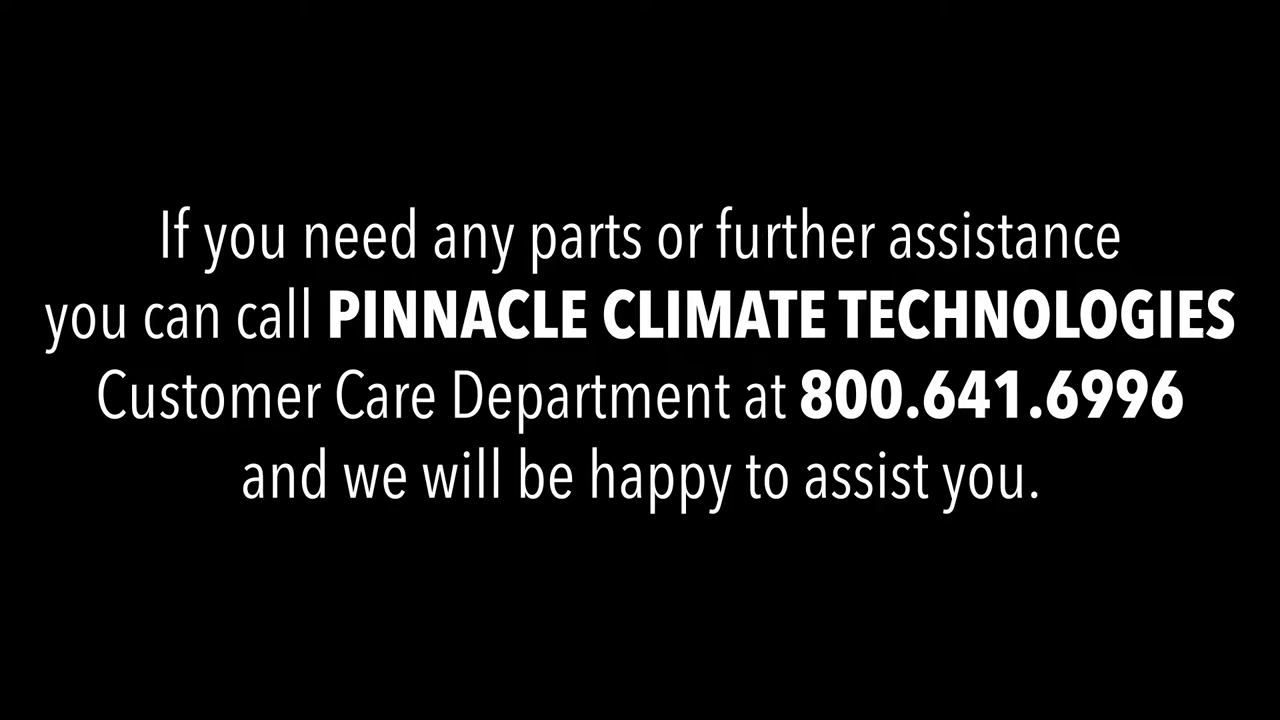 If you need any parts or further assistance
you can call PINNACLE CLIMATE TECHNOLOGIES
Customer Care Department at 800.641.6996
and we will be happy to assist you.